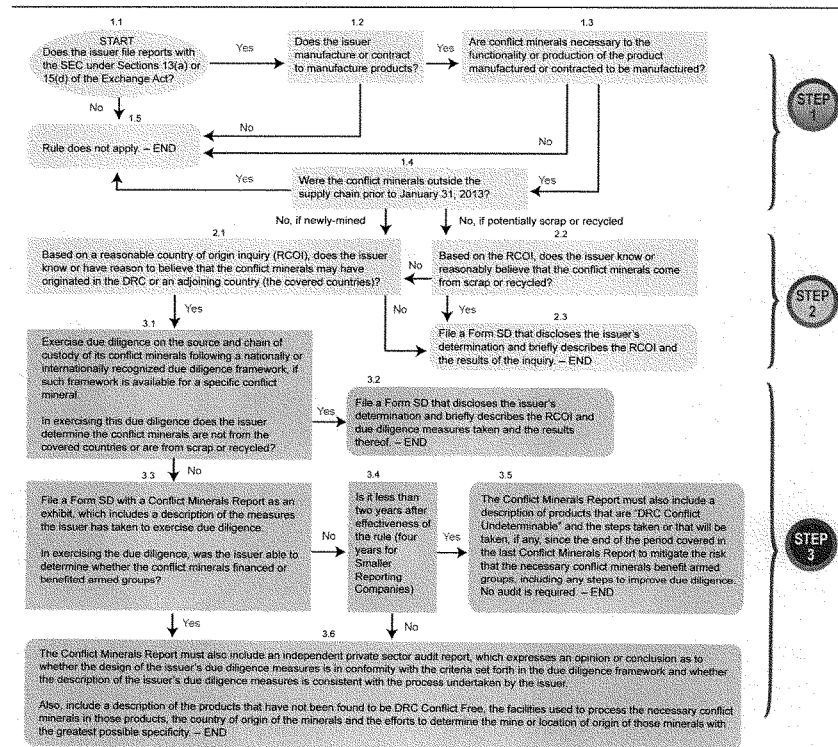 1.1
START
Does the issuer file reports with
the SEC under Sections 13(a) or
15(d) of the Exchange Act?
Yes
1.2
Does the issuer
manufacture or contract
to manufacture products?
Yes
1.3
Are conflict minerals necessary to the
functionality or production of the product
manufactured or contracted to be manufactured?
STEP
1
No
No
No
1.5
Rule does not apply. – END
1.4
Were the conflict minerals outside the
supply chain prior to January 31, 2013?
Yes
Yes
No, if newly-mined
No, if potentially scrap or recycled
2.1
Based on a reasonable country of origin inquiry (RCOI), does the issuer
know or have reason to believe that the conflict minerals may have
originated in the DRC or an adjoining country (the covered countries)?
No
2.2
Based on the RCOI, does the issuer know or
reasonably believe that the conflict minerals come
from scrap or recycled?
STEP
2
Yes
No
Yes
2.3
File a Form SD that discloses the issuer's
determination and briefly describes the RCOI and
the results of the inquiry. – END
3.1
Exercise due diligence on the source and chain of
custody of its conflict minerals following a nationally or
internationally recognized due diligence framework, if
such framework is available for a specific conflict
mineral.
In exercising this due diligence does the issuer
determine the conflict minerals are not from the
covered countries or are from scrap or recycled?
Yes
3.2
File a Form SD that discloses the issuer's
determination and briefly describes the RCOI and
due diligence measures taken and the results
thereof. – END
No
3.3
File a Form SD with a Conflict Minerals Report as an
exhibit, which includes a description of the measures
the issuer has taken to exercise due diligence.
In exercising the due diligence, was the issuer able to
determine whether the conflict minerals financed or
benefited armed groups?
No
3.4
Is it less than
two years after
effectiveness of
the rule (four
years for
Smaller
Reporting
Companies)
Yes
3.5
The Conflict Minerals Report must also include a
description of products that are "DRC Conflict
Undeterminable" and the steps taken or that will be
taken, if any, since the end of the period covered in
the last Conflict Minerals Report to mitigate the risk
that the necessary conflict minerals benefit armed
groups, including any steps to improve due diligence.
No audit is required. – END
STEP
3
Yes
No
3.6
The Conflict Minerals Report must also include an independent private sector audit report, which expresses an opinion or conclusion as to
whether the design of the issuer's due diligence measures is in conformity with the criteria set forth in the due diligence framework and whether
the description of the issuer's due diligence measures is consistent with the process undertaken by the issuer.
Also, include a description of the products that have not been found to be DRC Conflict Free, the facilities used to process the necessary conflict
minerals in those products, the country of origin of the minerals and the efforts to determine the mine or location of origin of those minerals with
the greatest possible specificity. – END